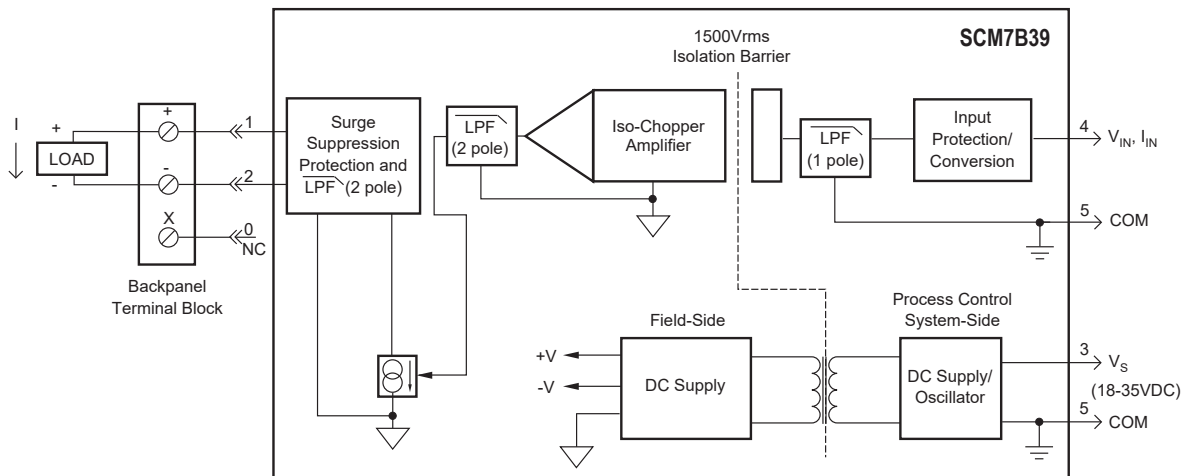 SCM7B39
1500Vrms
Isolation Barrier
I
+
LOAD
-
+
-
X
1
2
0
NC
Backpanel
Terminal Block
Surge
Suppression
Protection and
LPF (2 pole)
LPF
(2 pole)
Iso-Chopper
Amplifier
LPF
(1 pole)
Input
Protection/
Conversion
4
VIN, IIN
5
COM
Field-Side
+V
-V
DC Supply
Process Control
System-Side
DC Supply/
Oscillator
3
VS
(18-35VDC)
5
COM